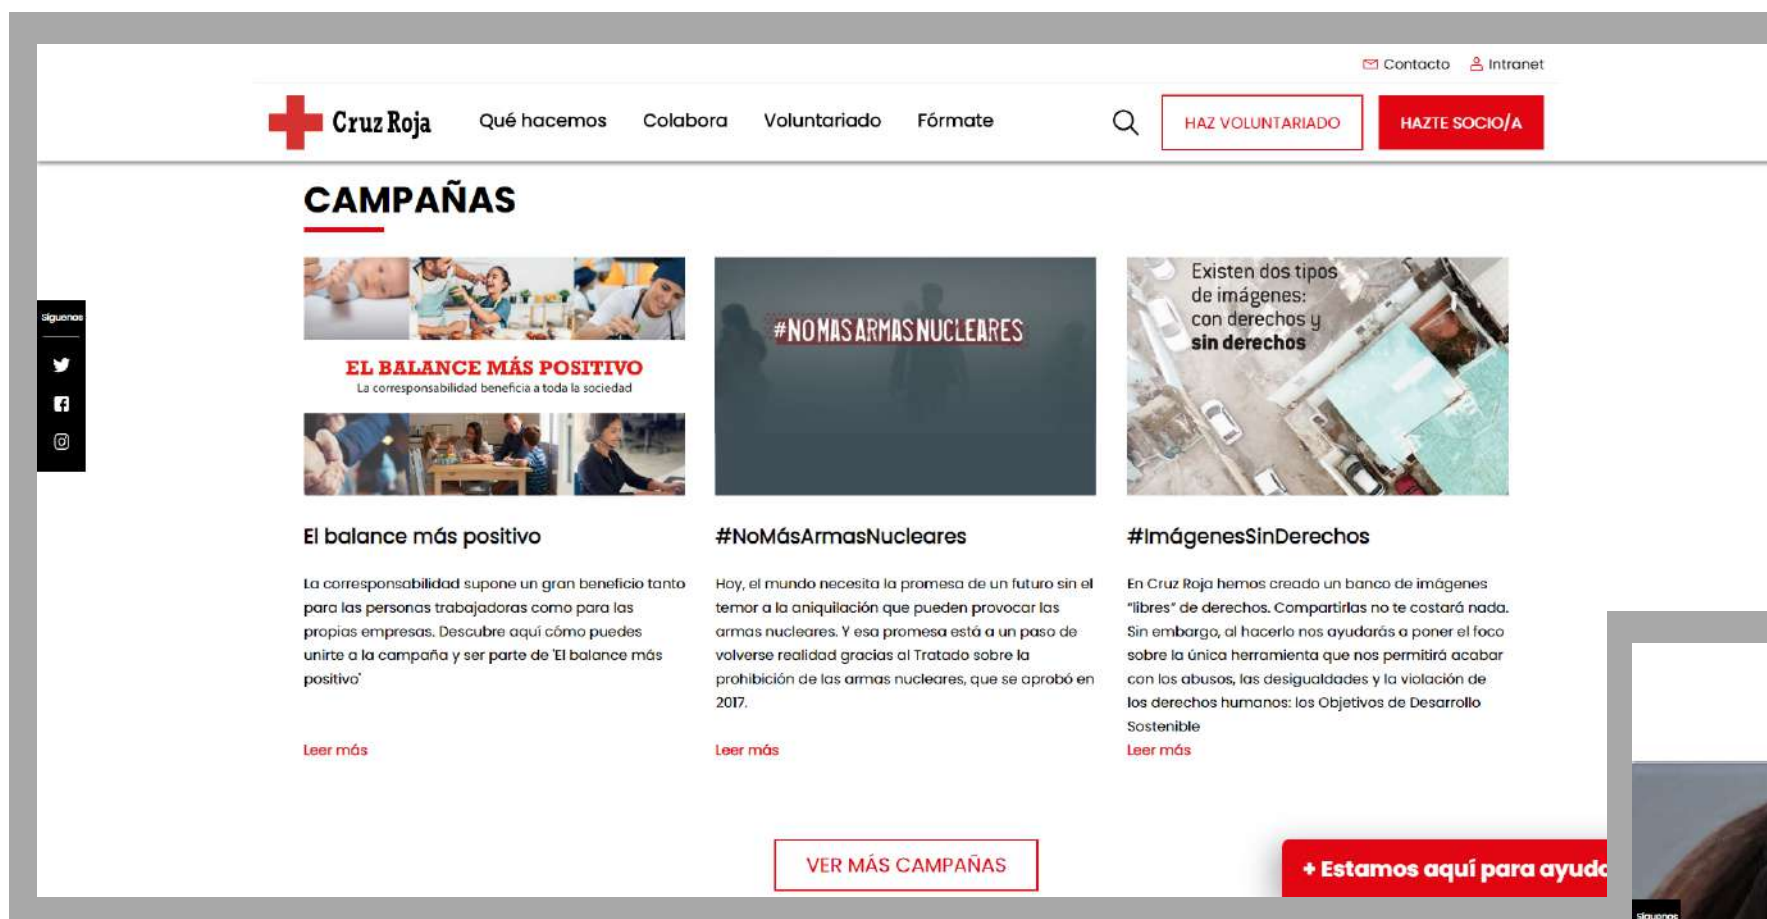 Contacto
Intranet
Cruz Roja
Qué hacemos
Colabora
Voluntariado
Fórmate
HAZ VOLUNTARIADO
HAZTE SOCIO/A
CAMPAÑAS
Síguenos
EL BALANCE MÁS POSITIVO
La corresponsabilidad beneficia a toda la sociedad
#NOMASARMASNUCLEARES
Existen dos tipos
de imágenes:
con derechos y
sin derechos
El balance más positivo
La corresponsabilidad supone un gran beneficio tanto
para las personas trabajadoras como para las
propias empresas. Descubre aquí cómo puedes
unirte a la campaña y ser parte de 'El balance más
positivo'
Leer más
#NoMásArmasNucleares
Hoy, el mundo necesita la promesa de un futuro sin el
temor a la aniquilación que pueden provocar las
armas nucleares. Y esa promesa está a un paso de
volverse realidad gracias al Tratado sobre la
prohibición de las armas nucleares, que se aprobó en
2017.
Leer más
#ImágenesSinDerechos
En Cruz Roja hemos creado un banco de imágenes
"libres" de derechos. Compartirlas no te costará nada.
Sin embargo, al hacerlo nos ayudarás a poner el foco
sobre la única herramienta que nos permitirá acabar
con los abusos, las desigualdades y la violación de
los derechos humanos: los Objetivos de Desarrollo
Sostenible
Leer más
VER MÁS CAMPAÑAS
+ Estamos aquí para ayuda
Síguenos